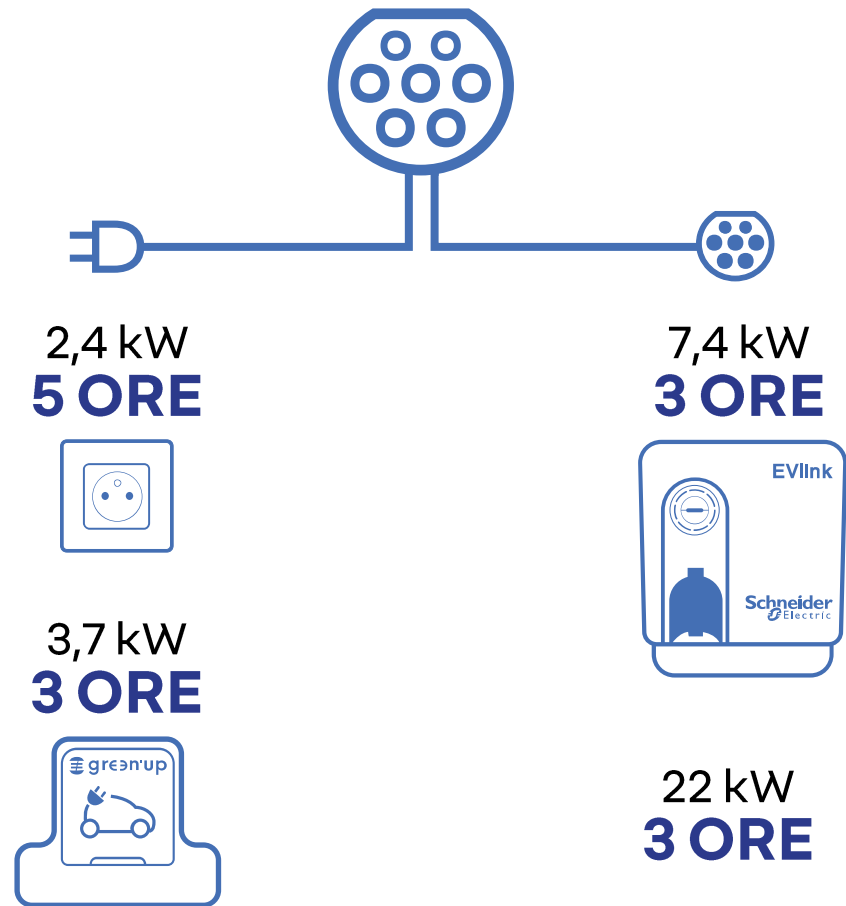 2,4 kW
5 ORE
7,4 kW
3 ORE
EVlink
Schneider
Electric
3,7 kW
3 ORE
green'up
22 kW
3 ORE